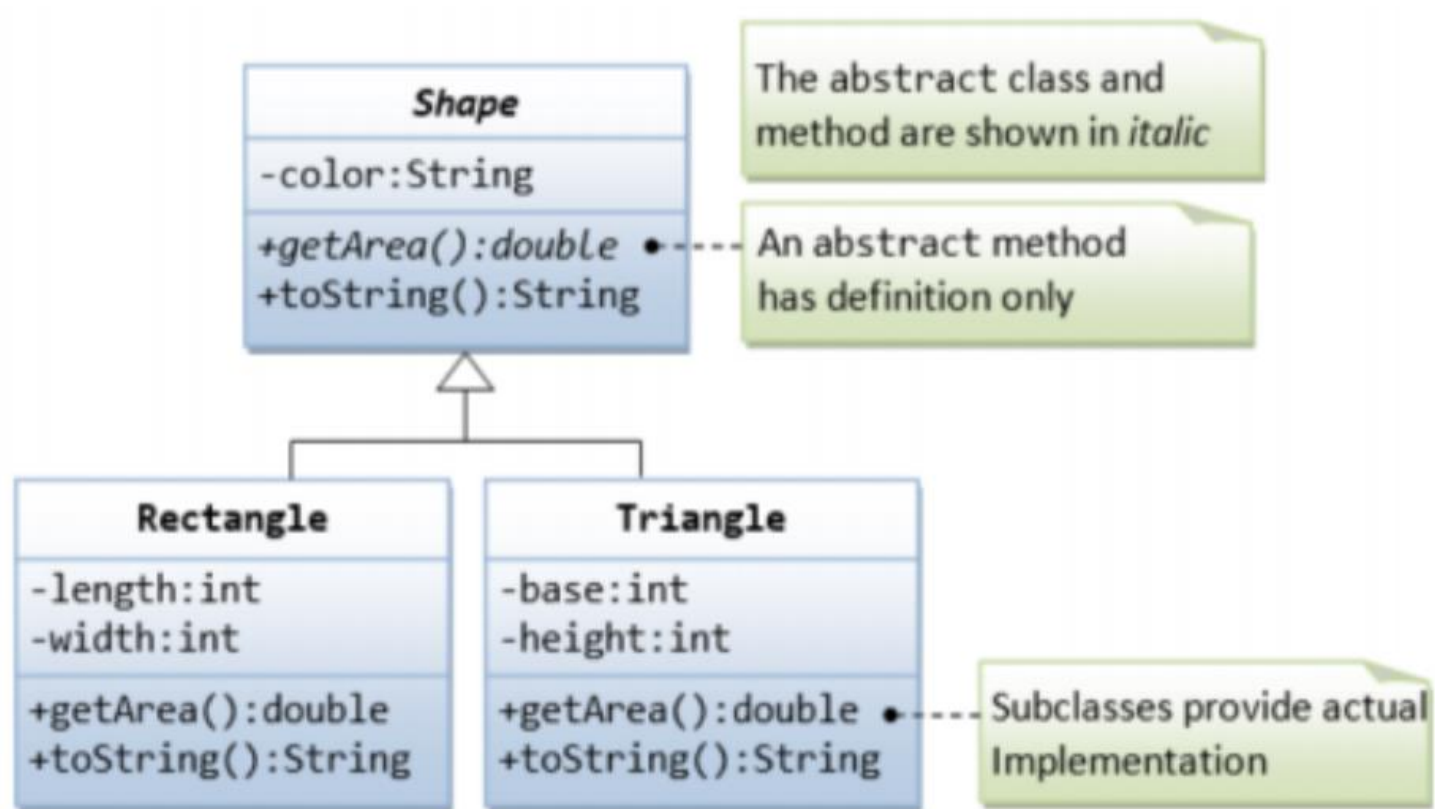 Shape
-color:String
+getArea():double
+toString():String
The abstract class and
method are shown in italic
An abstract method
has definition only
Rectangle
-length:int
-width:int
+getArea():double
+toString():String
Triangle
-base:int
-height:int
+getArea():double
+toString():String
Subclasses provide actual
Implementation